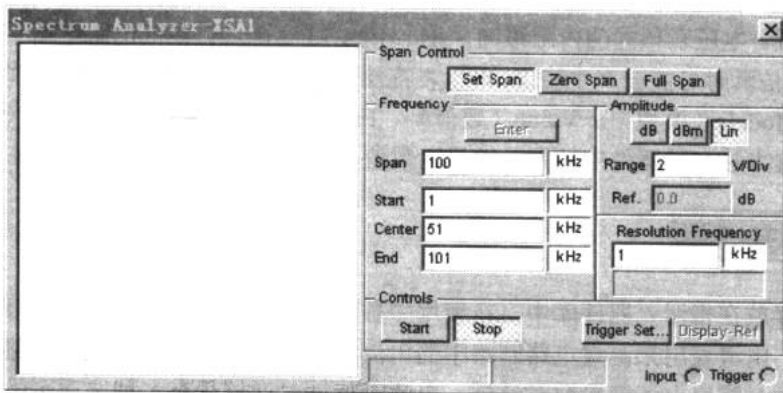 Spectrum Analyzer-XSA1
Span Control
Set Span Zero Span Full Span
Frequency
Enter
Span 100 kHz
Start 1 kHz
Center 51 kHz
End 101 kHz
Amplitude
dB dBm Lin
Range 2 V/Div
Ref. 0.0 dB
Resolution Frequency
1 kHz
Controls
Start Stop
Trigger Set... Display-Ref
Input Trigger